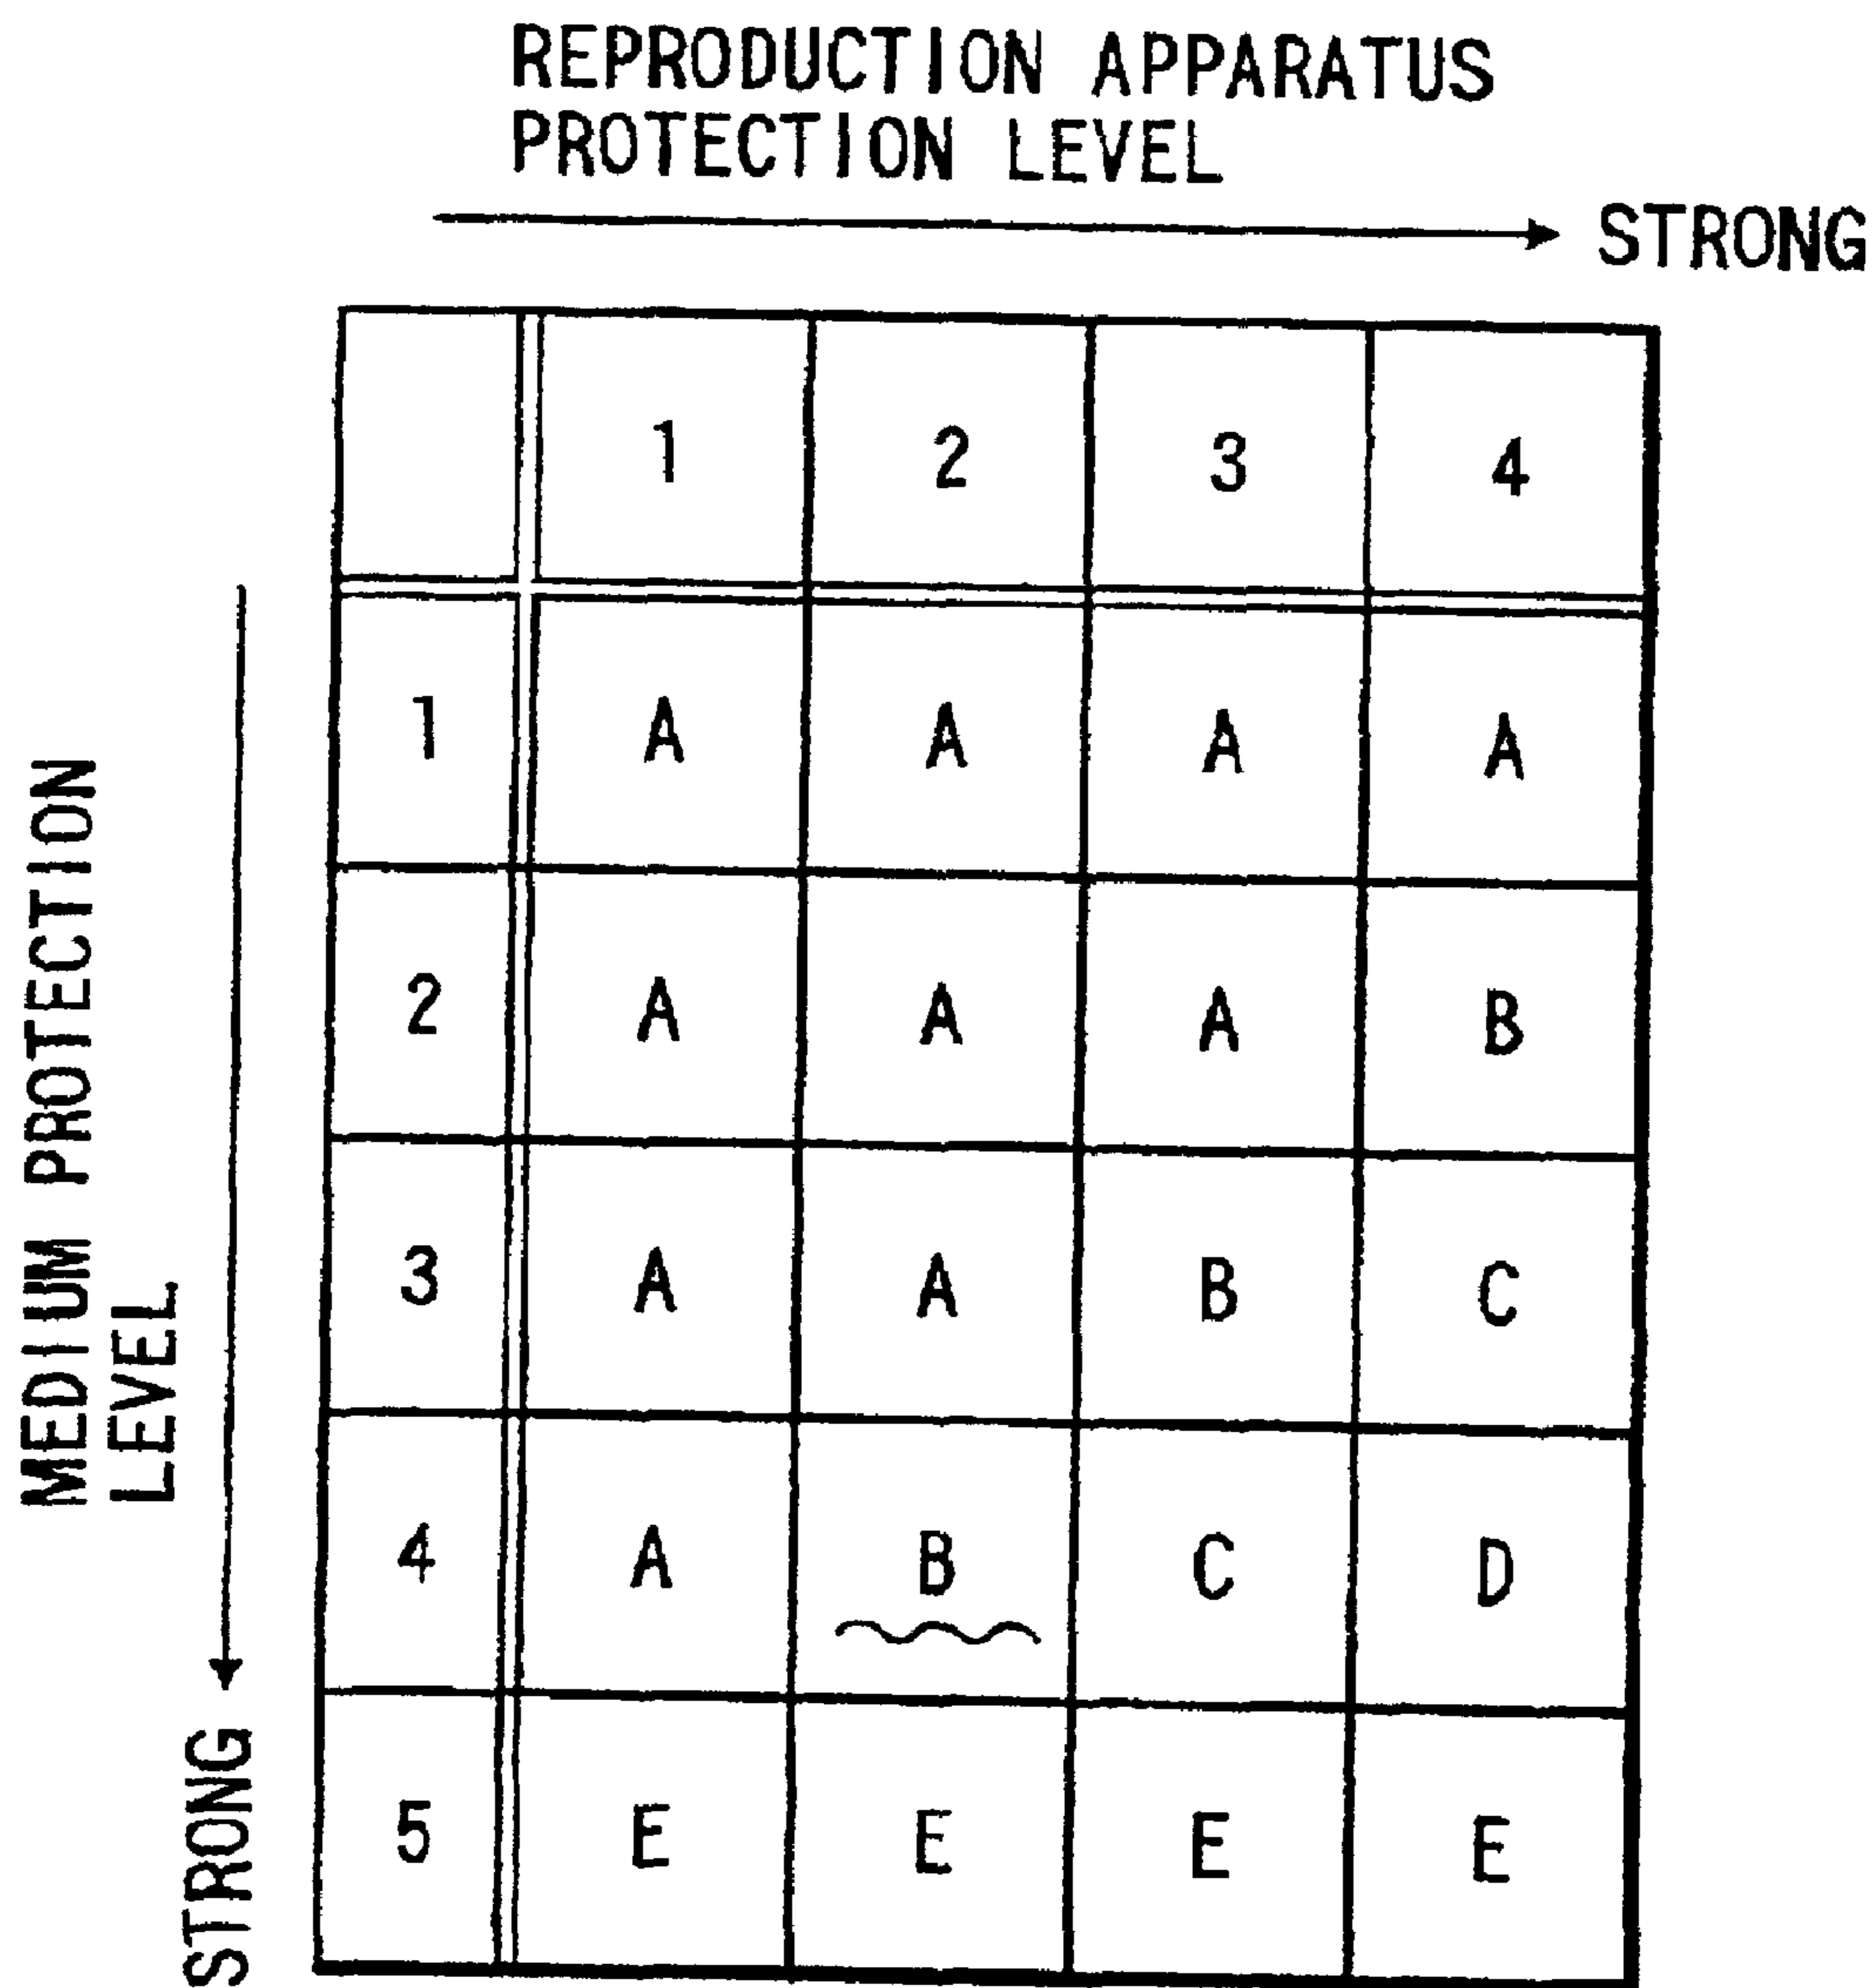 REPRODUCTION APPARATUS
PROTECTION LEVEL
STRONG
MEDIUM PROTECTION
LEVEL
STRONG
1 2 3 4
1 A A A A
2 A A A B
3 A A B C
4 A B C D
5 E E E E